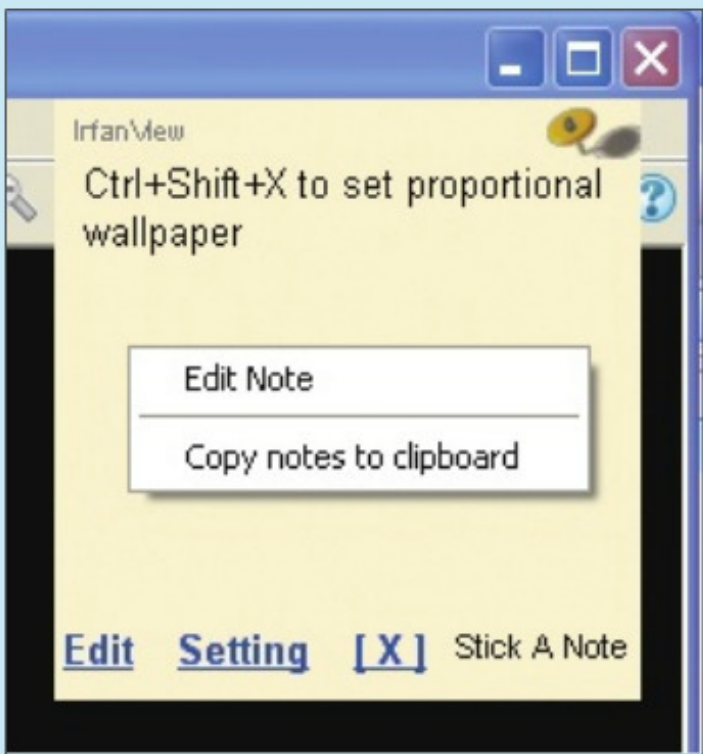 IrfanView
Ctrl+Shift+X to set proportional
wallpaper
Edit Note
Copy notes to clipboard
Edit Setting [X] Stick A Note